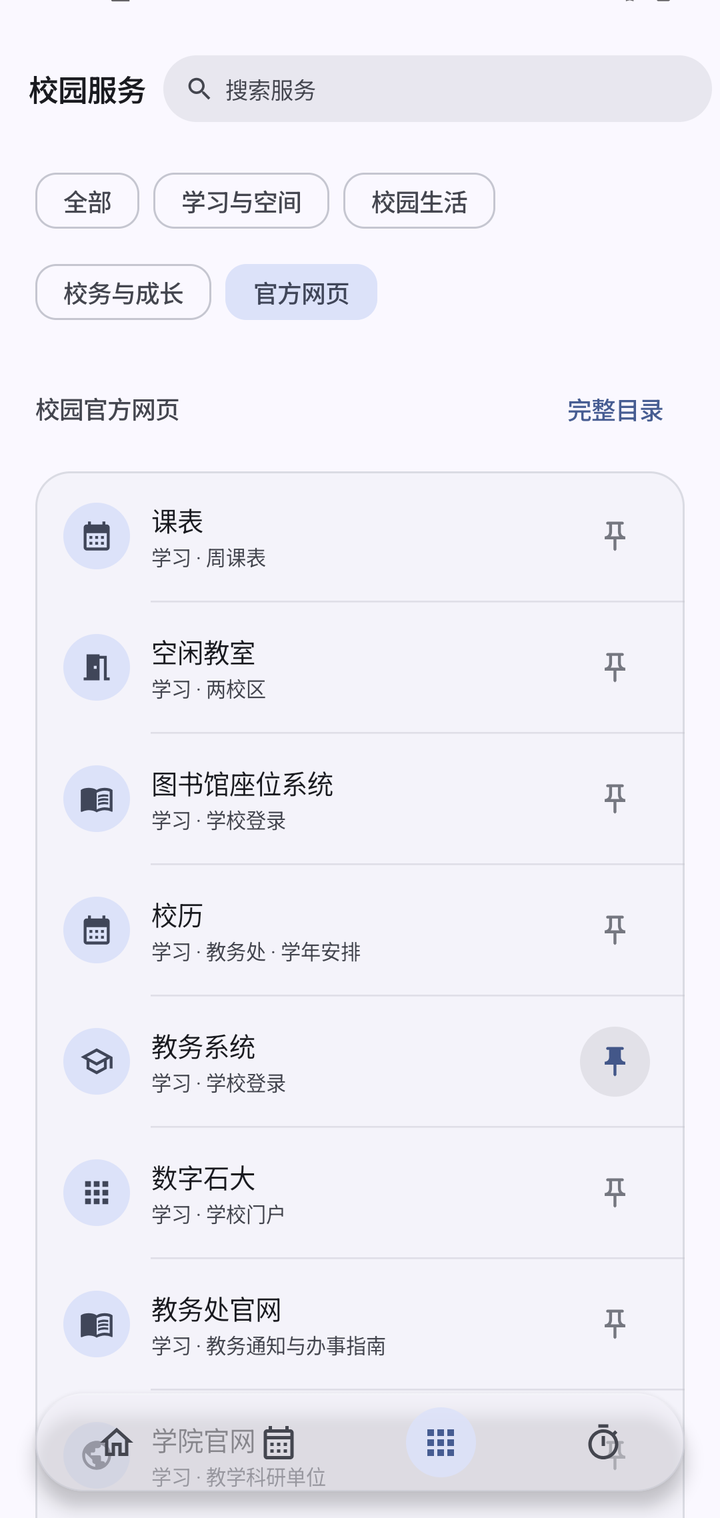 校园服务
搜索服务
全部
学习与空间
校园生活
校务与成长
官方网页
校园官方网页
完整目录
课表
学习 · 周课表
空闲教室
学习 · 两校区
图书馆座位系统
学习 · 学校登录
校历
学习 · 教务处 · 学年安排
教务系统
学习 · 学校登录
数字石大
学习 · 学校门户
教务处官网
学习 · 教务通知与办事指南
学院官网
学习 · 教学科研单位